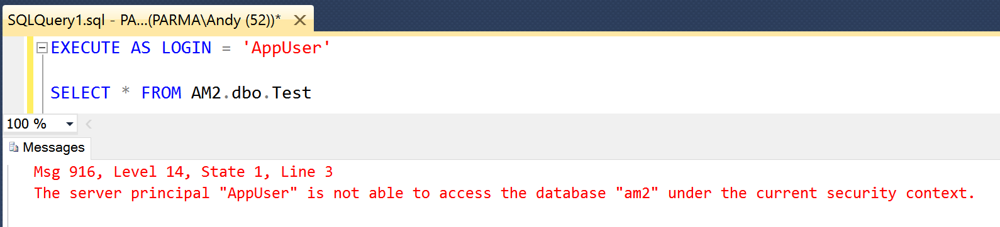 SQLQuery1.sql - PA...(PARMA\Andy (52))*
EXECUTE AS LOGIN = 'AppUser'
SELECT * FROM AM2.dbo.Test
100 %
Messages
Msg 916, Level 14, State 1, Line 3
The server principal "AppUser" is not able to access the database "am2" under the current security context.